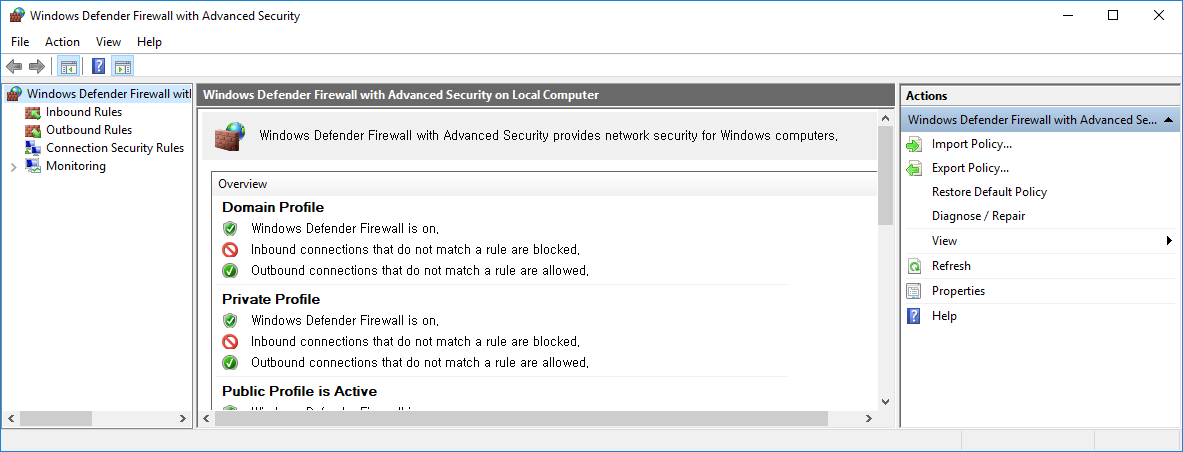 Windows Defender Firewall with Advanced Security
File Action View Help
Windows Defender Firewall wit
Inbound Rules
Outbound Rules
Connection Security Rules
Monitoring
Windows Defender Firewall with Advanced Security on Local Computer
Windows Defender Firewall with Advanced Security provides network security for Windows computers.
Overview
Domain Profile
Windows Defender Firewall is on.
Inbound connections that do not match a rule are blocked.
Outbound connections that do not match a rule are allowed.
Private Profile
Windows Defender Firewall is on.
Inbound connections that do not match a rule are blocked.
Outbound connections that do not match a rule are allowed.
Public Profile is Active
Actions
Windows Defender Firewall with Advanced Se...
Import Policy...
Export Policy...
Restore Default Policy
Diagnose / Repair
View
Refresh
Properties
Help